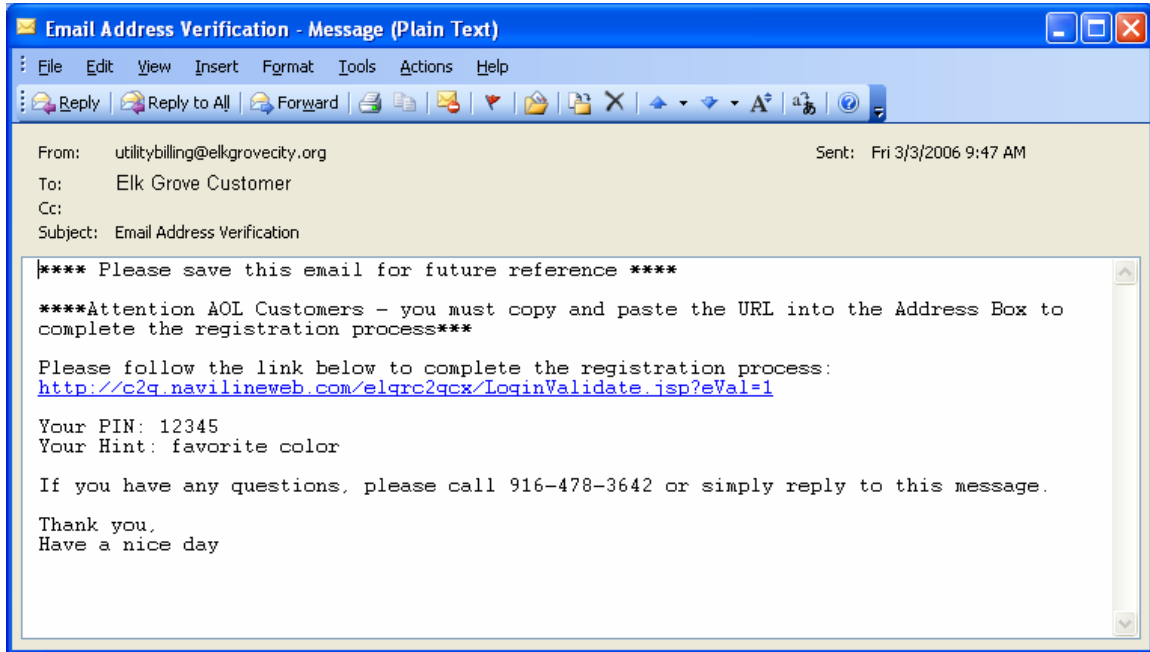 Email Address Verification - Message (Plain Text)
File Edit View Insert Format Tools Actions Help
Reply Reply to All Forward
From: utilitybilling@elkgrovecity.org Sent: Fri 3/3/2006 9:47 AM
To: Elk Grove Customer
Cc:
Subject: Email Address Verification
**** Please save this email for future reference ****
****Attention AOL Customers – you must copy and paste the URL into the Address Box to
complete the registration process***
Please follow the link below to complete the registration process:
http://c2g.navilineweb.com/elgrc2gcx/LoginValidate.jsp?eVal=1
Your PIN: 12345
Your Hint: favorite color
If you have any questions, please call 916-478-3642 or simply reply to this message.
Thank you,
Have a nice day